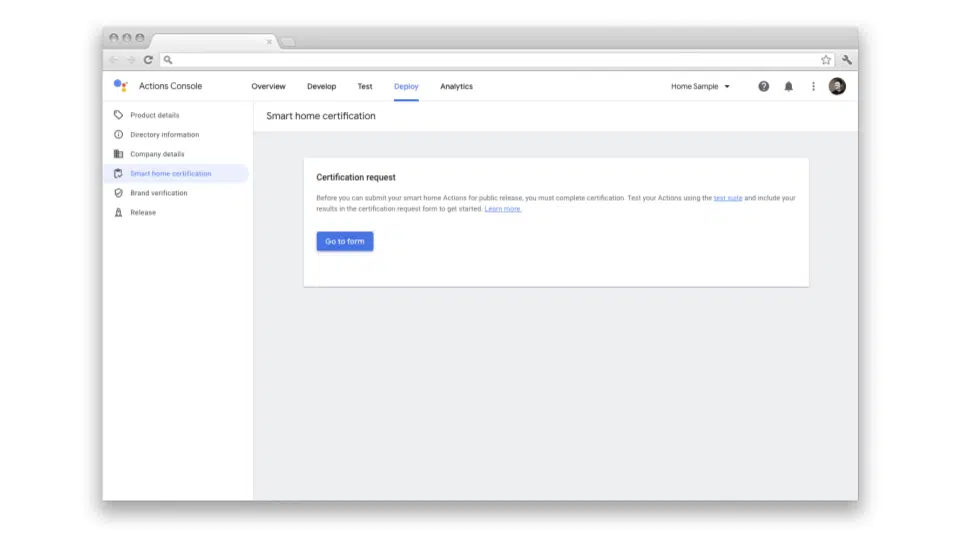 Actions Console
Overview Develop Test Deploy Analytics
Home Sample
Product details
Directory information
Company details
Smart home certification
Brand verification
Release
Smart home certification
Certification request
Before you can submit your smart home Actions for public release, you must complete certification. Test your Actions using the test suite and include your
results in the certification request form to get started. Learn more.
Go to form